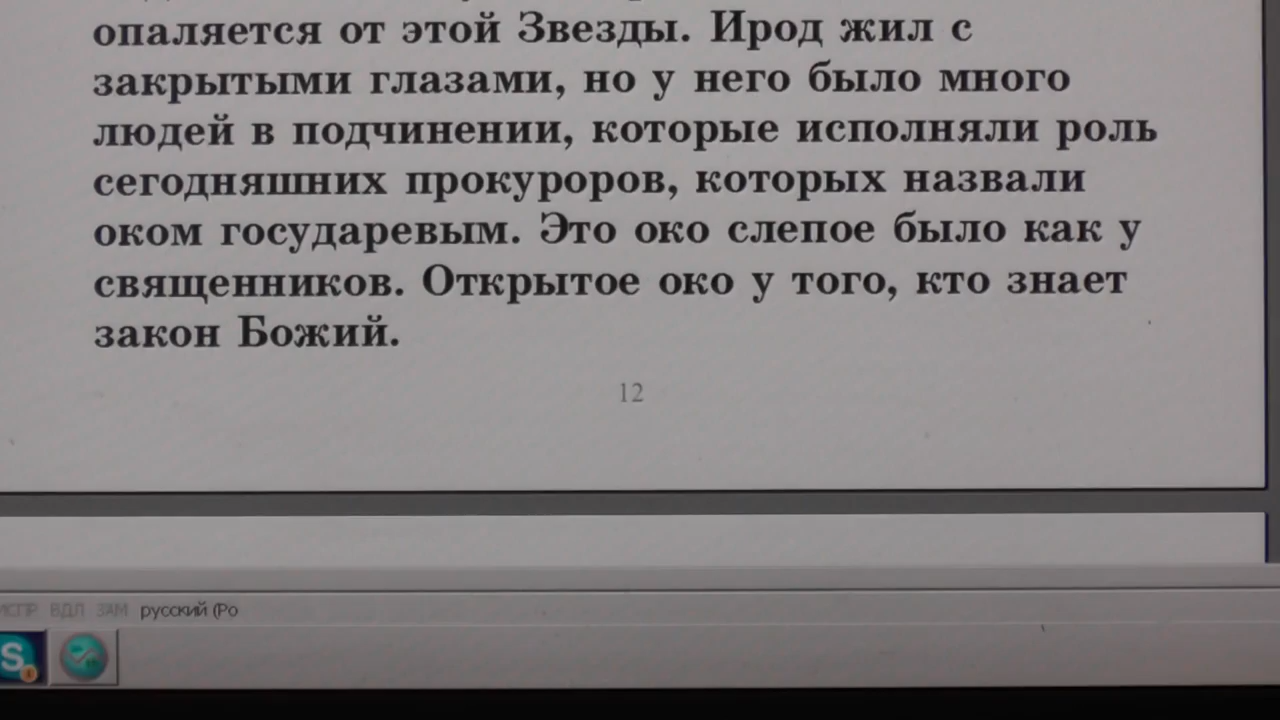 опаляется от этой Звезды. Ирод жил с
закрытыми глазами, но у него было много
людей в подчинении, которые исполняли роль
сегодняшних прокуроров, которых назвали
оком государевым. Это око слепое было как у
священников. Открытое око у того, кто знает
закон Божий.
12
ИСПР ВДЛ ЗАМ русский (Ро
S